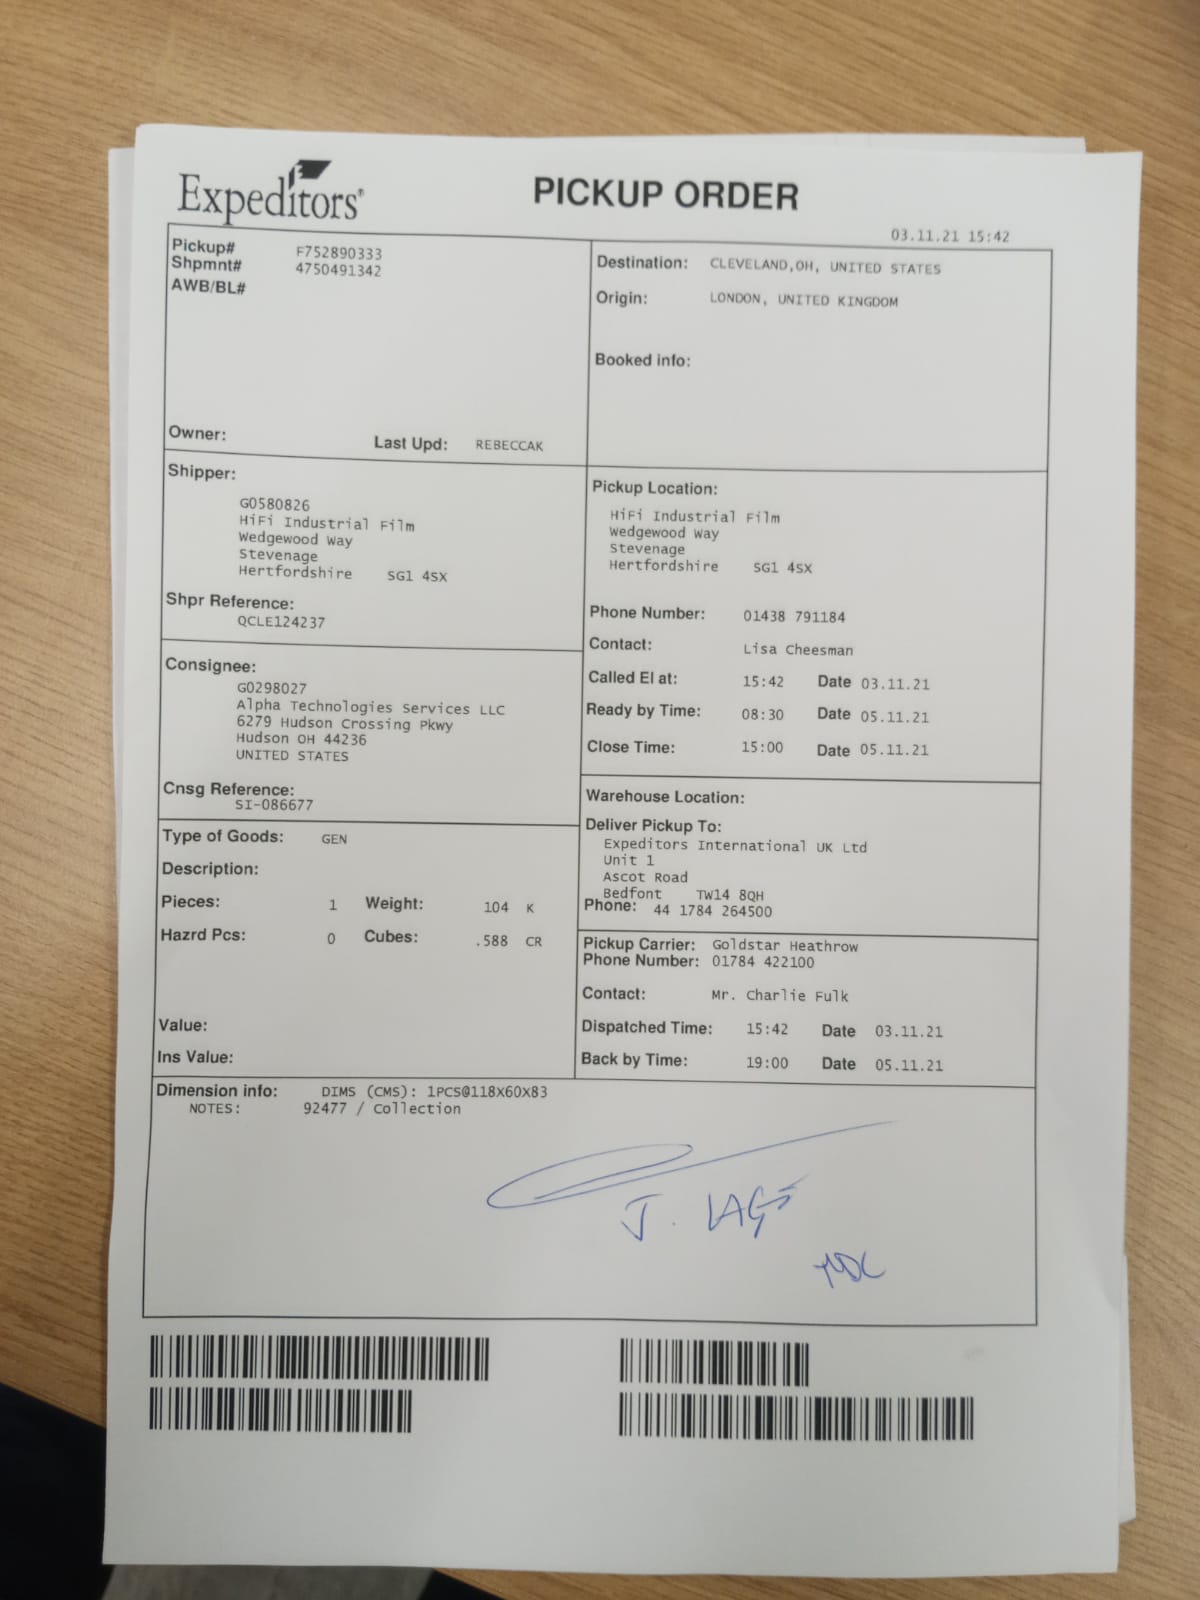 Expeditors®
PICKUP ORDER
03.11.21 15:42
Pickup# F752890333
Shpmnt# 4750491342
AWB/BL#
Owner: Last Upd: REBECCAK
Destination: CLEVELAND,OH, UNITED STATES
Origin: LONDON, UNITED KINGDOM
Booked info:
Shipper:
G0580826
HiFi Industrial Film
Wedgewood Way
Stevenage
Hertfordshire SG1 4SX
Shpr Reference:
QCLE124237
Consignee:
G0298027
Alpha Technologies Services LLC
6279 Hudson Crossing Pkwy
Hudson OH 44236
UNITED STATES
Cnsg Reference:
SI-086677
Type of Goods: GEN
Description:
Pieces: 1 Weight: 104 K
Hazrd Pcs: 0 Cubes: .588 CR
Value:
Ins Value:
Pickup Location:
HiFi Industrial Film
Wedgewood Way
Stevenage
Hertfordshire SG1 4SX
Phone Number: 01438 791184
Contact: Lisa Cheesman
Called EI at: 15:42 Date 03.11.21
Ready by Time: 08:30 Date 05.11.21
Close Time: 15:00 Date 05.11.21
Warehouse Location:
Deliver Pickup To:
Expeditors International UK Ltd
Unit 1
Ascot Road
Bedfont TW14 8QH
Phone: 44 1784 264500
Pickup Carrier: Goldstar Heathrow
Phone Number: 01784 422100
Contact: Mr. Charlie Fulk
Dispatched Time: 15:42 Date 03.11.21
Back by Time: 19:00 Date 05.11.21
Dimension info: DIMS (CMS): 1PCS@118X60X83
NOTES: 92477 / Collection
J.